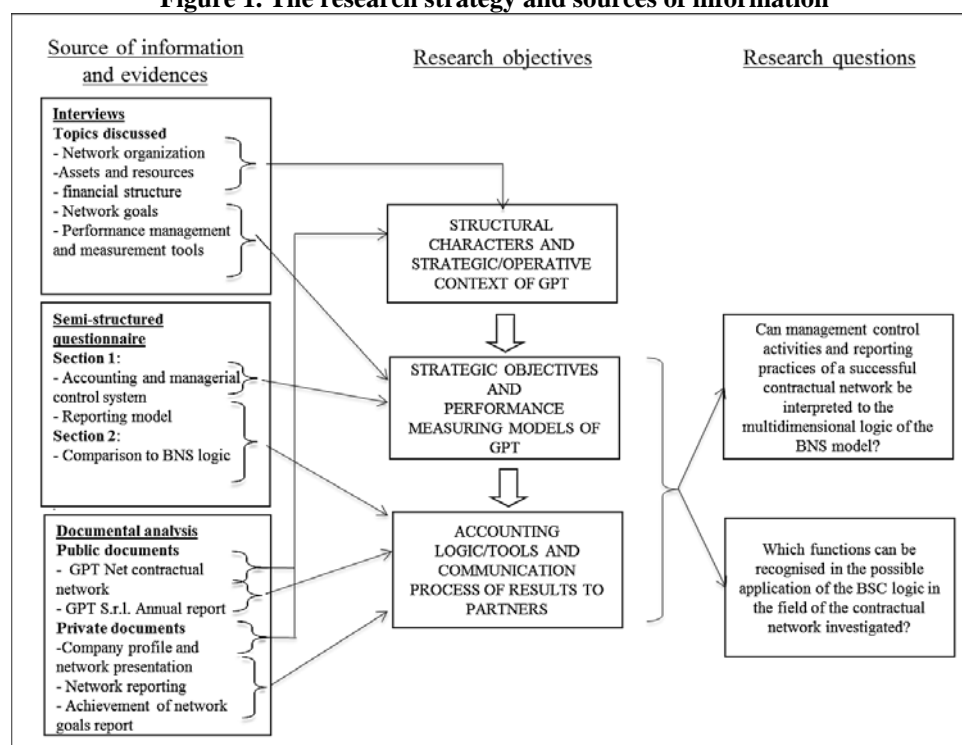 Figure 1. The research strategy and sources of information
Source of information
and evidences
Research objectives
Research questions
Interviews
Topics discussed
- Network organization
-Assets and resources
- financial structure
- Network goals
- Performance management
and measurement tools
Semi-structured
questionnaire
Section 1:
- Accounting and managerial
control system
- Reporting model
Section 2:
- Comparison to BNS logic
Documental analysis
Public documents
- GPT Net contractual
network
- GPT S.r.l. Annual report
Private documents
-Company profile and
network presentation
- Network reporting
- Achievement of network
goals report
STRUCTURAL
CHARACTERS AND
STRATEGIC/OPERATIVE
CONTEXT OF GPT
STRATEGIC OBJECTIVES
AND
PERFORMANCE
MEASURING MODELS OF
GPT
ACCOUNTING
LOGIC/TOOLS AND
COMMUNICATION
PROCESS OF RESULTS TO
PARTNERS
Can management control
activities and reporting
practices of a successful
contractual network be
interpreted to the
multidimensional logic of the
BNS model?
Which functions can be
recognised in the possible
application of the BSC logic in
the field of the contractual
network investigated?